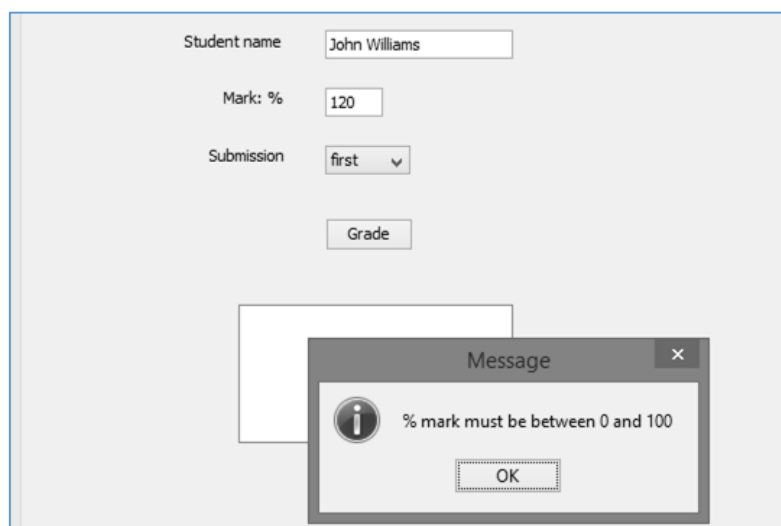 Student name John Williams
Mark: % 120
Submission first
Grade
Message
% mark must be between 0 and 100
OK